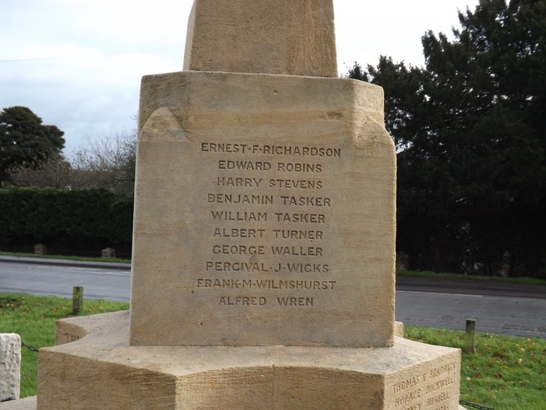 ERNEST·F·RICHARDSON
EDWARD ROBINS
HARRY STEVENS
BENJAMIN TASKER
WILLIAM TASKER
ALBERT TURNER
GEORGE WALLER
PERCIVAL·J·WICKS
FRANK·M·WILMSHURST
ALFRED WREN
THOMAS